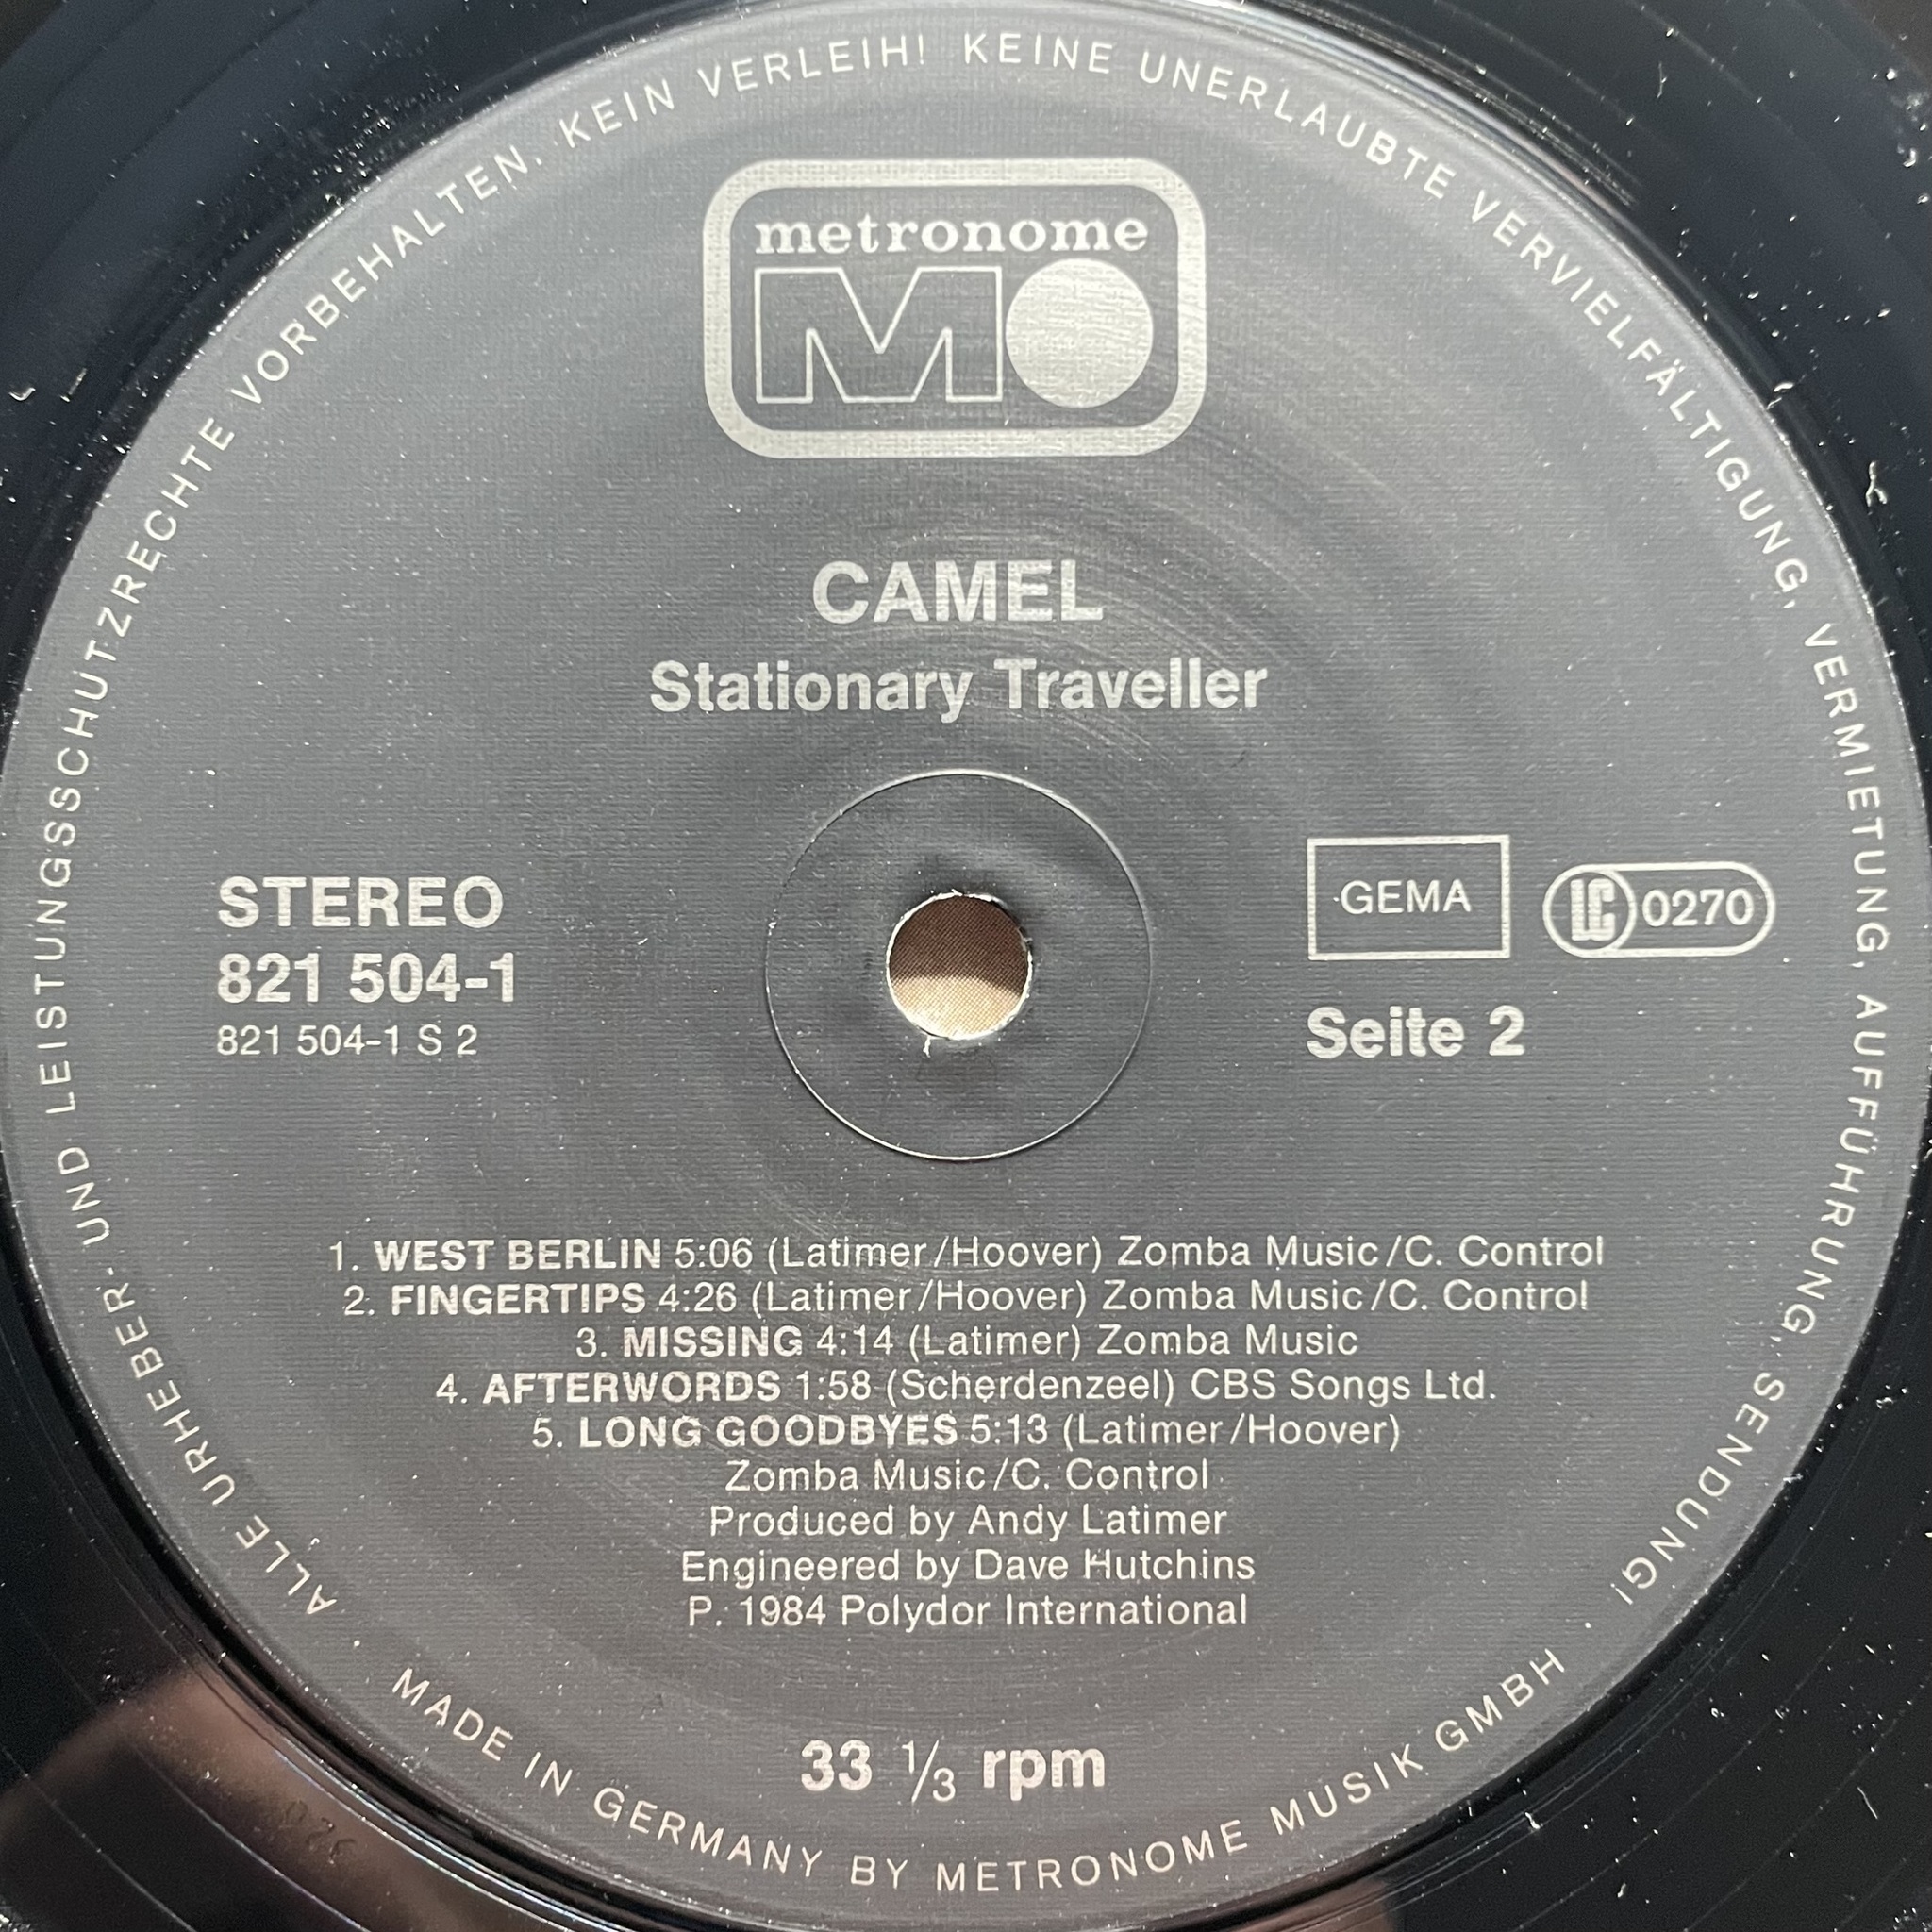 ALLE URHEBER- UND LEISTUNGSSCHUTZRECHTE VORBEHALTEN. KEIN VERLEIH! KEINE UNERLAUBTE VERVIELFÄLTIGUNG, VERMIETUNG, AUFFÜHRUNG, SENDUNG!
metronome
MO
CAMEL
Stationary Traveller
STEREO
821 504-1
821 504-1 S 2
GEMA
LC 0270
Seite 2
1. WEST BERLIN 5:06 (Latimer/Hoover) Zomba Music/C. Control
2. FINGERTIPS 4:26 (Latimer/Hoover) Zomba Music/C. Control
3. MISSING 4:14 (Latimer) Zomba Music
4. AFTERWORDS 1:58 (Scherdenzeel) CBS Songs Ltd.
5. LONG GOODBYES 5:13 (Latimer/Hoover)
Zomba Music/C. Control
Produced by Andy Latimer
Engineered by Dave Hutchins
P. 1984 Polydor International
33 1/3 rpm
· MADE IN GERMANY BY METRONOME MUSIK GMBH ·